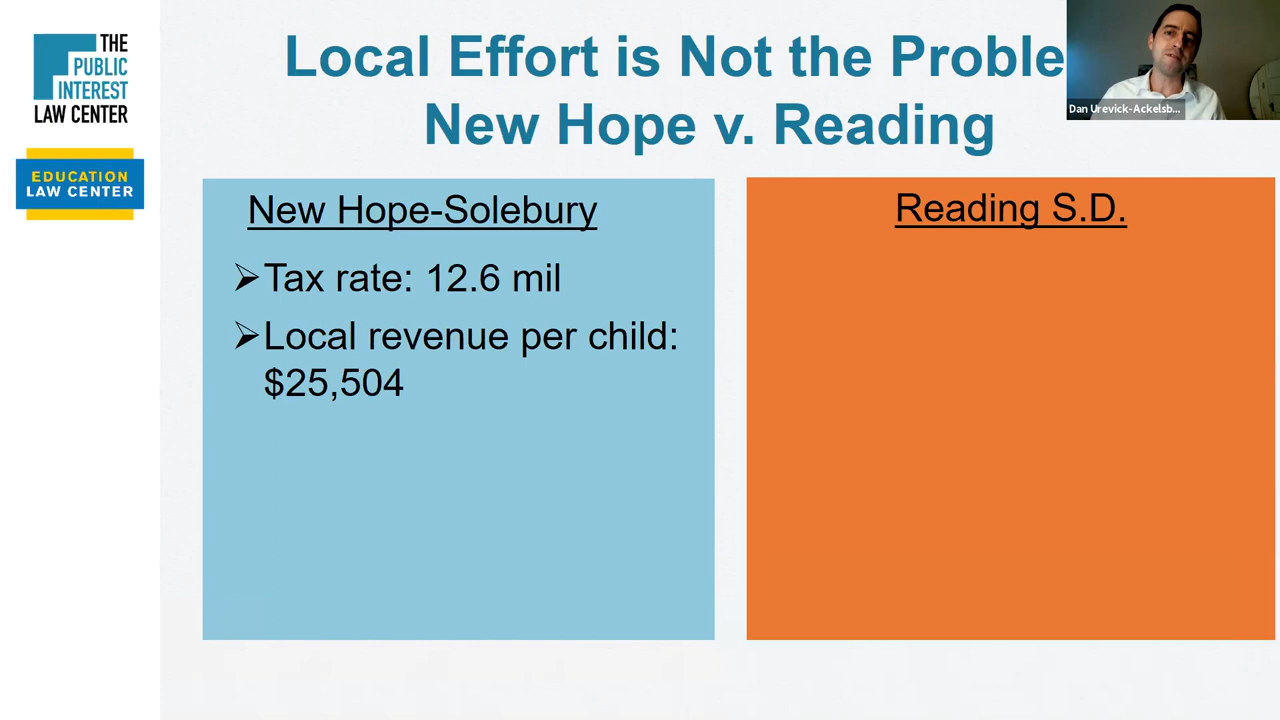 THE
PUBLIC
INTEREST
LAW CENTER
EDUCATION
LAW CENTER
Local Effort is Not the Proble
New Hope v. Reading
Dan Urevick-Ackelsb...
New Hope-Solebury
➢Tax rate: 12.6 mil
➢Local revenue per child:
$25,504
Reading S.D.